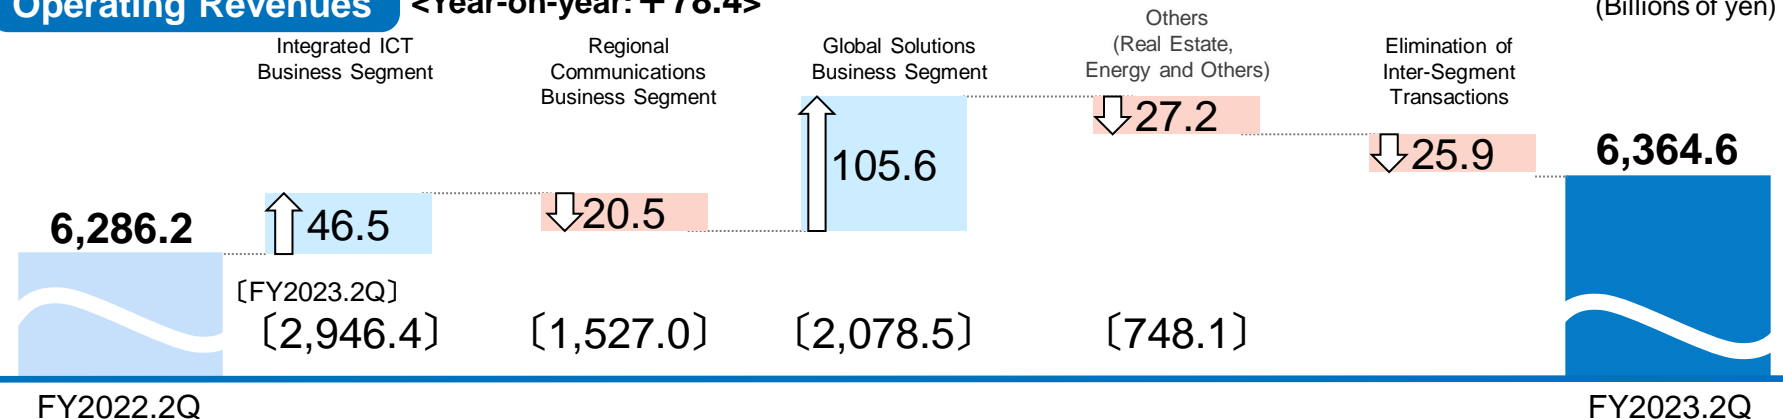 Operating Revenues
<Year-on-year:＋78.4>
(Billions of yen)
Integrated ICT
Business Segment
Regional
Communications
Business Segment
Global Solutions
Business Segment
Others
(Real Estate,
Energy and Others)
Elimination of
Inter-Segment
Transactions
6,286.2
46.5
20.5
105.6
27.2
25.9
6,364.6
〔FY2023.2Q〕
〔2,946.4〕
〔1,527.0〕
〔2,078.5〕
〔748.1〕
FY2022.2Q
FY2023.2Q